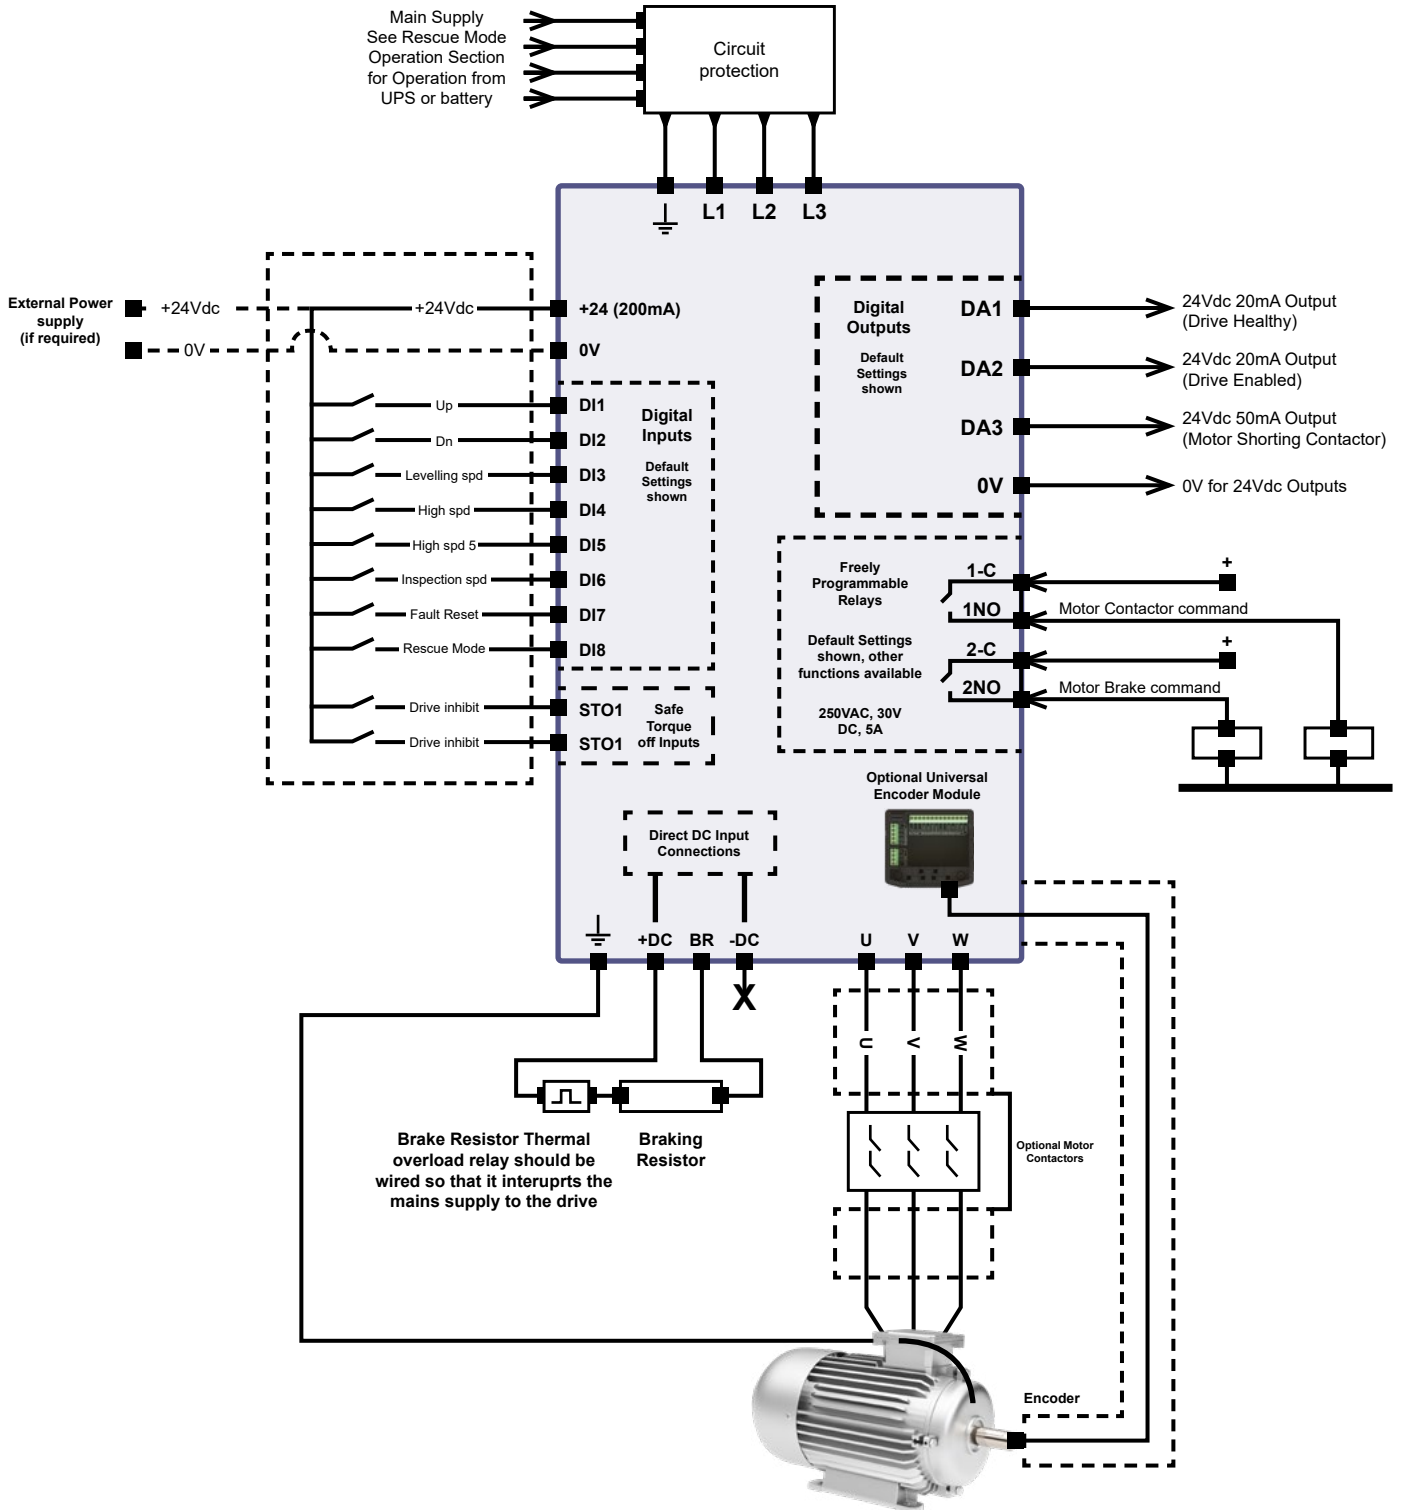 Main Supply
See Rescue Mode
Operation Section
for Operation from
UPS or battery
Circuit
protection
L1 L2 L3
External Power
supply
(if required)
+24Vdc
+24Vdc
0V
+24 (200mA)
0V
Up
DI1
Dn
DI2
Levelling spd
DI3
High spd
DI4
High spd 5
DI5
Inspection spd
DI6
Fault Reset
DI7
Rescue Mode
DI8
Digital
Inputs
Default
Settings
shown
Drive inhibit
STO1
Drive inhibit
STO1
Safe
Torque
off Inputs
Digital
Outputs
Default
Settings
shown
DA1
24Vdc 20mA Output
(Drive Healthy)
DA2
24Vdc 20mA Output
(Drive Enabled)
DA3
24Vdc 50mA Output
(Motor Shorting Contactor)
0V
0V for 24Vdc Outputs
Freely
Programmable
Relays
Default Settings
shown, other
functions available
250VAC, 30V
DC, 5A
1-C
+
1NO
Motor Contactor command
2-C
+
2NO
Motor Brake command
Optional Universal
Encoder Module
Direct DC Input
Connections
+DC BR -DC
X
U V W
U V W
Brake Resistor Thermal
overload relay should be
wired so that it interuprts the
mains supply to the drive
Braking
Resistor
Optional Motor
Contactors
Encoder